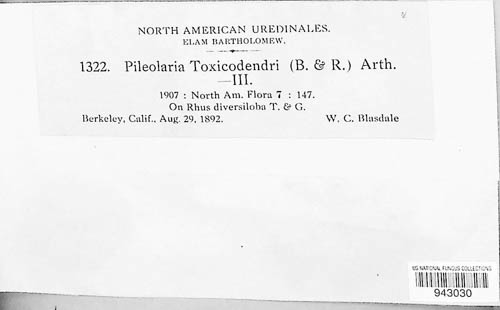 NORTH AMERICAN UREDINALES.
ELAM BARTHOLOMEW.
1322. Pileolaria Toxicodendri (B. & R.) Arth.
—III.
1907 : North Am. Flora 7 : 147.
On Rhus diversiloba T. & G.
Berkeley, Calif., Aug. 29, 1892. W. C. Blasdale
US NATIONAL FUNGUS COLLECTIONS
943030